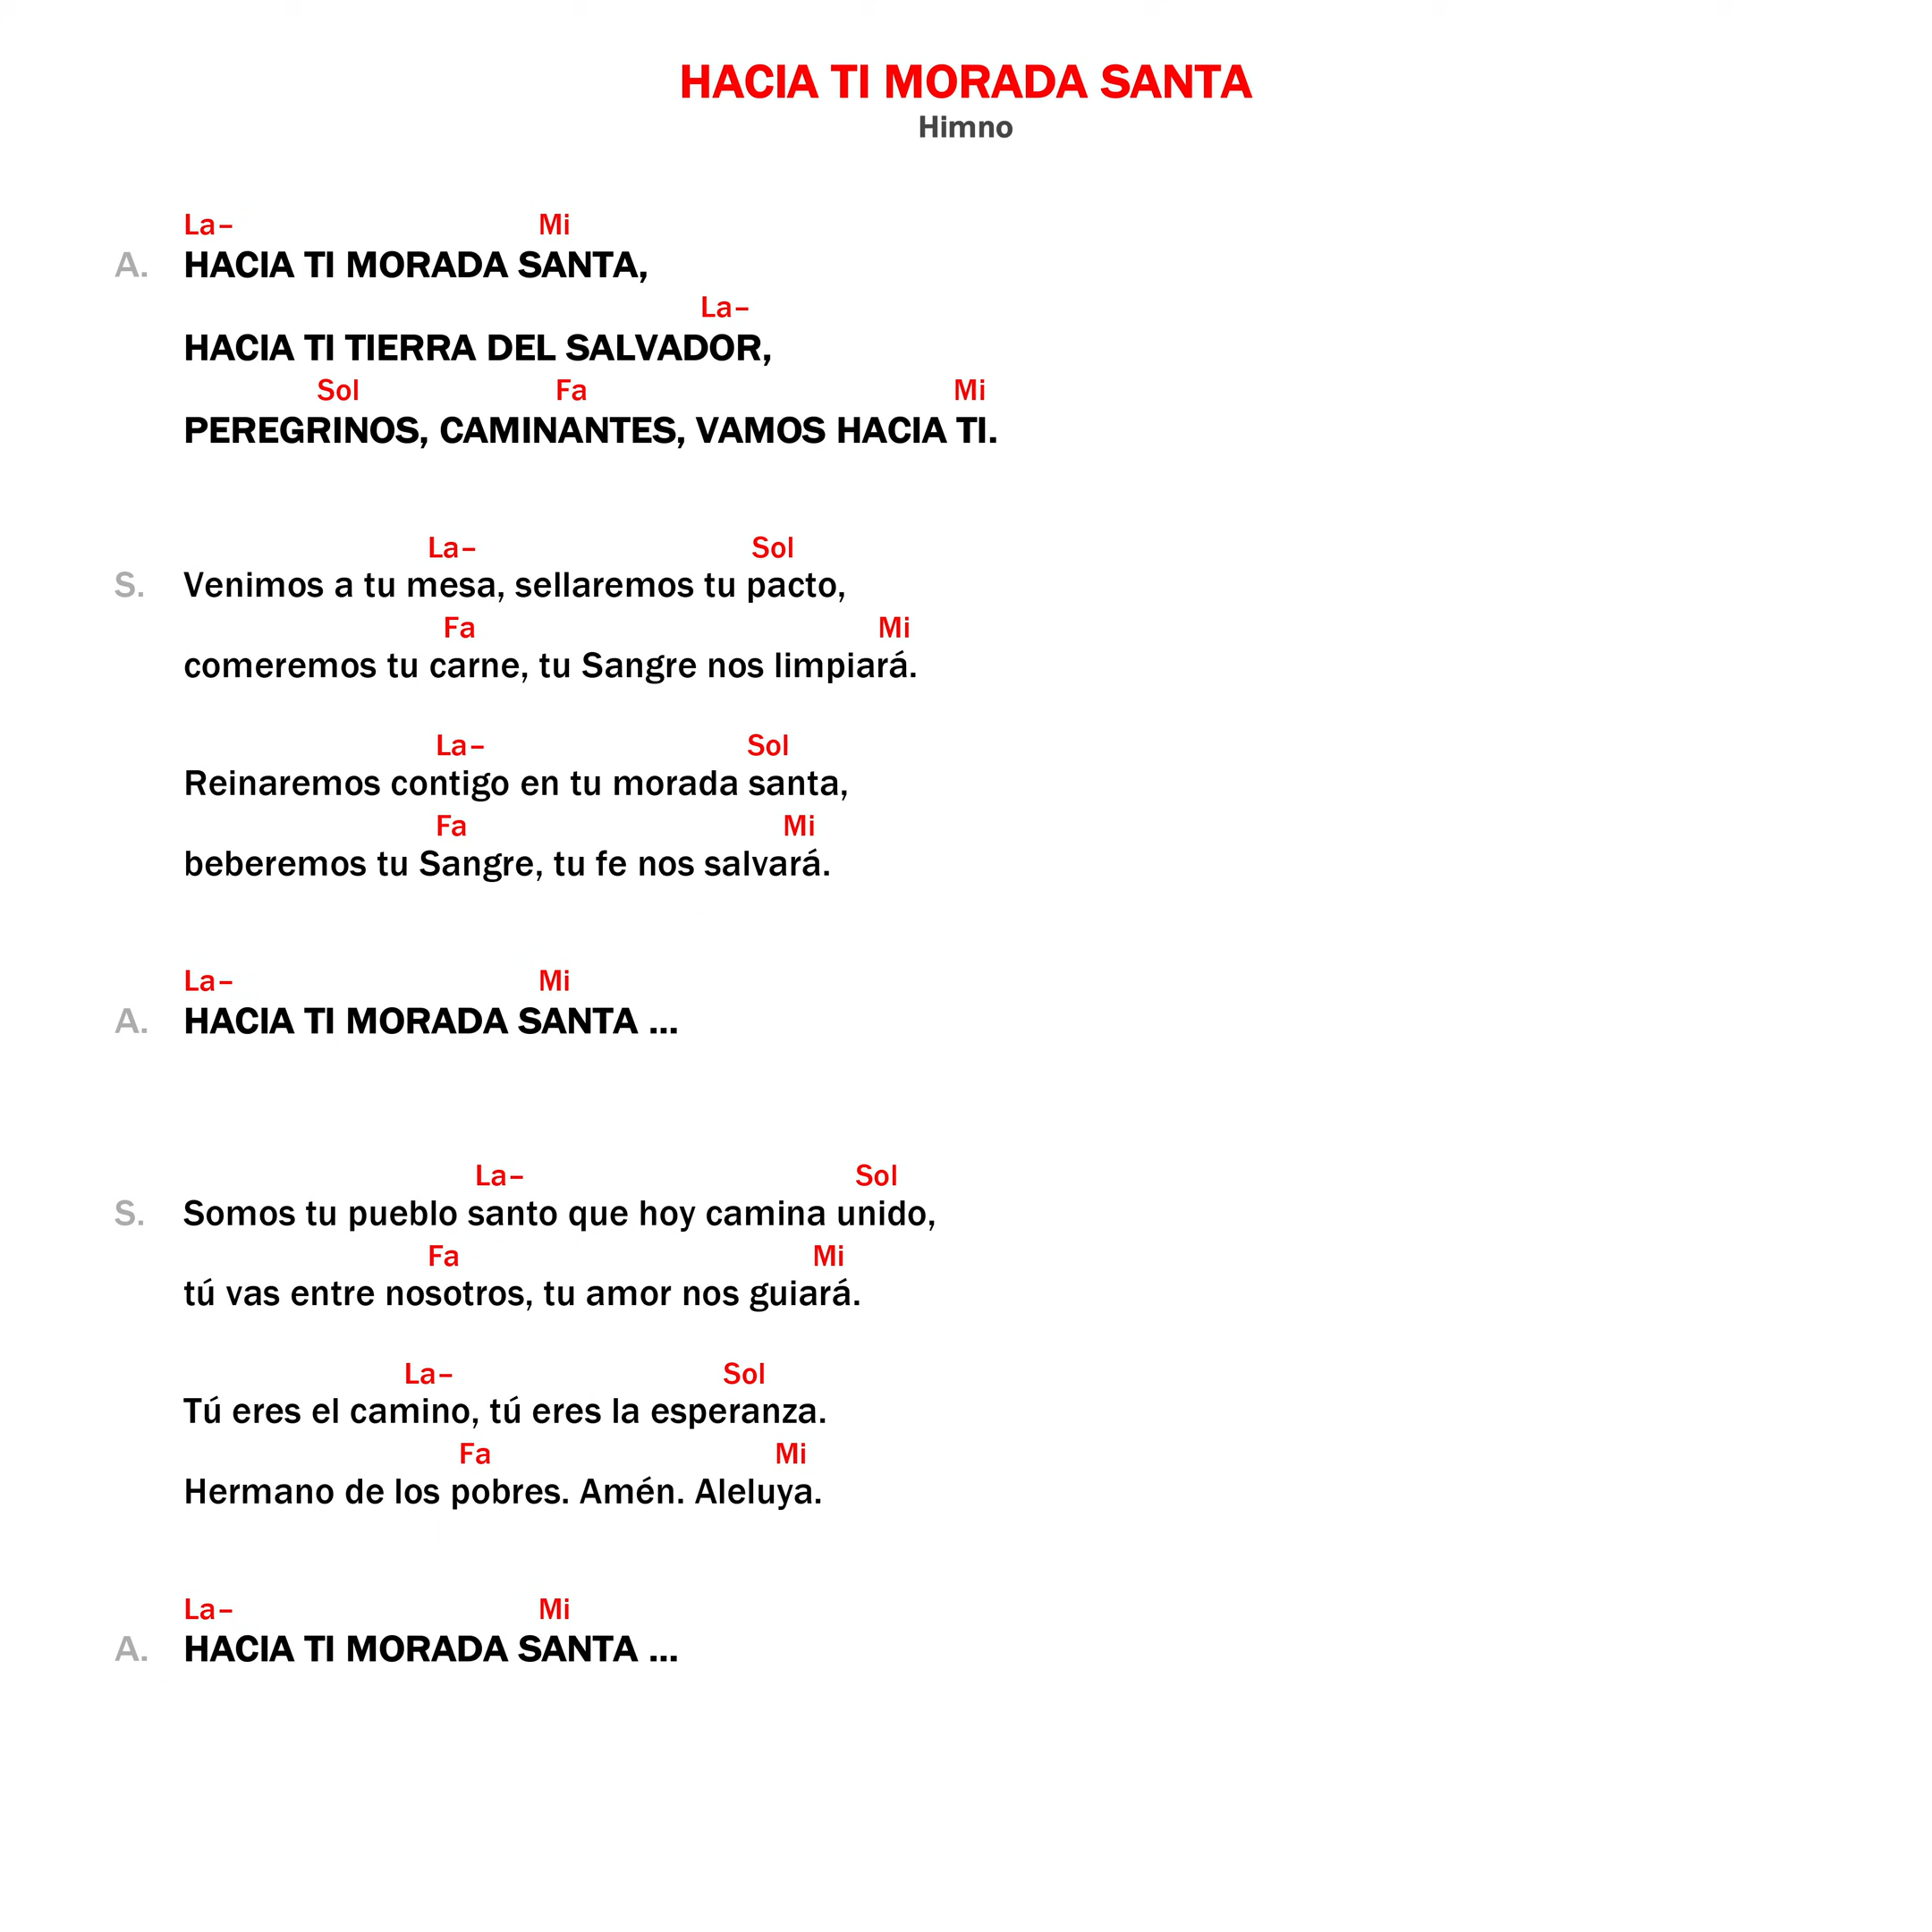 HACIA TI MORADA SANTA
Himno
La– Mi
A. HACIA TI MORADA SANTA,
La–
HACIA TI TIERRA DEL SALVADOR,
Sol Fa Mi
PEREGRINOS, CAMINANTES, VAMOS HACIA TI.
La– Sol
S. Venimos a tu mesa, sellaremos tu pacto,
Fa Mi
comeremos tu carne, tu Sangre nos limpiará.
La– Sol
Reinaremos contigo en tu morada santa,
Fa Mi
beberemos tu Sangre, tu fe nos salvará.
La– Mi
A. HACIA TI MORADA SANTA ...
La– Sol
S. Somos tu pueblo santo que hoy camina unido,
Fa Mi
tú vas entre nosotros, tu amor nos guiará.
La– Sol
Tú eres el camino, tú eres la esperanza.
Fa Mi
Hermano de los pobres. Amén. Aleluya.
La– Mi
A. HACIA TI MORADA SANTA ...